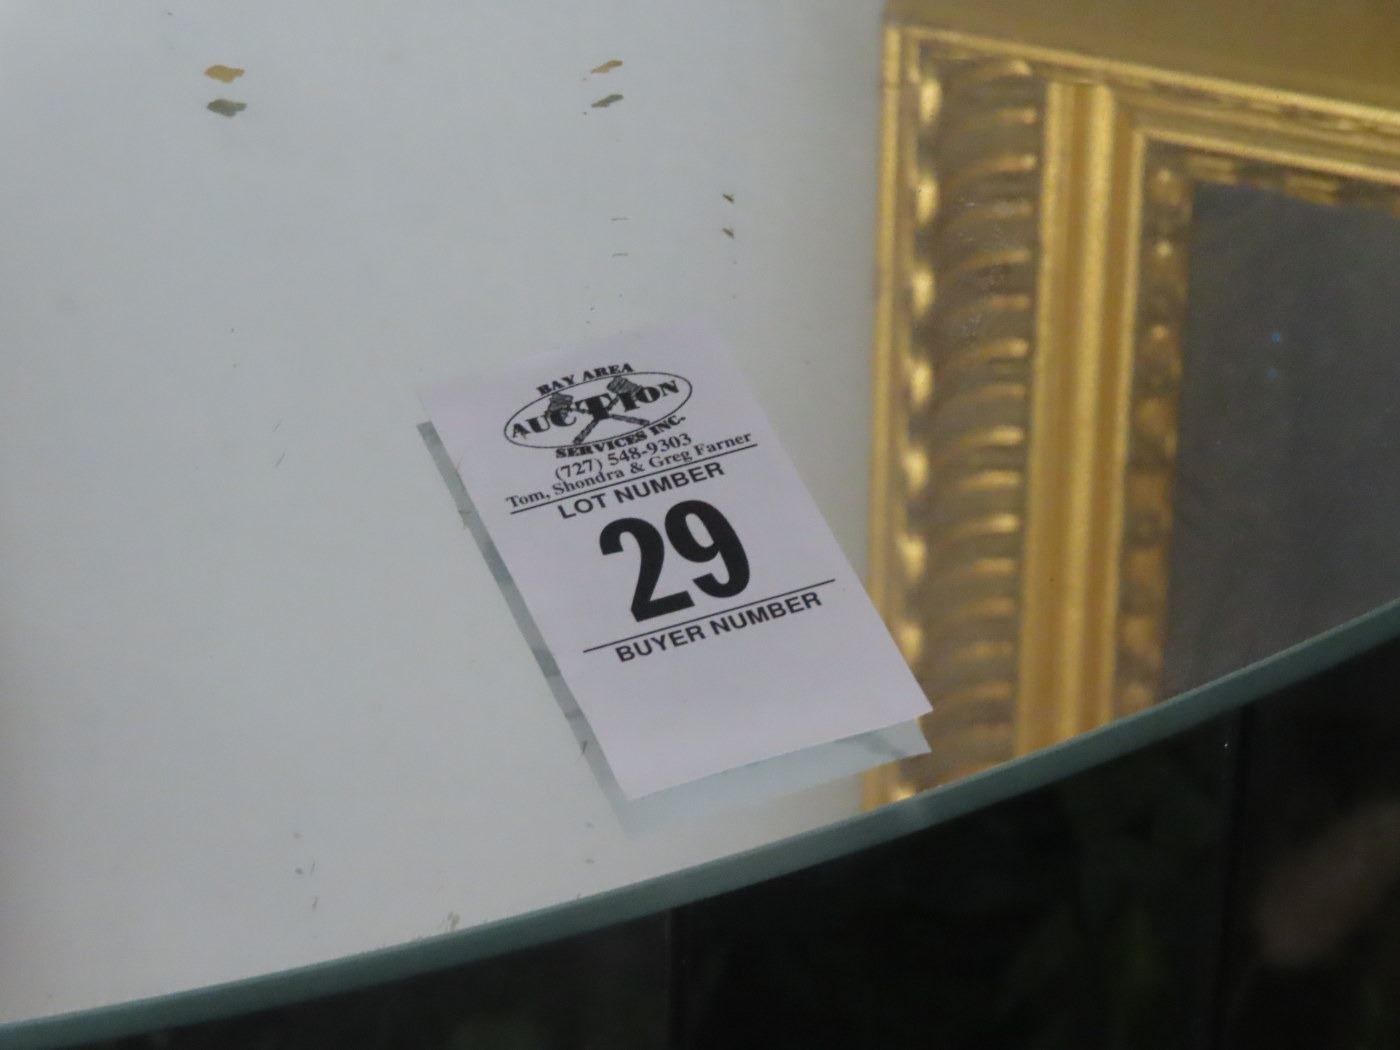 BAY AREA
AUCTION
SERVICES INC.
(727) 548-9303
Tom, Shondra & Greg Farner
LOT NUMBER
29
BUYER NUMBER